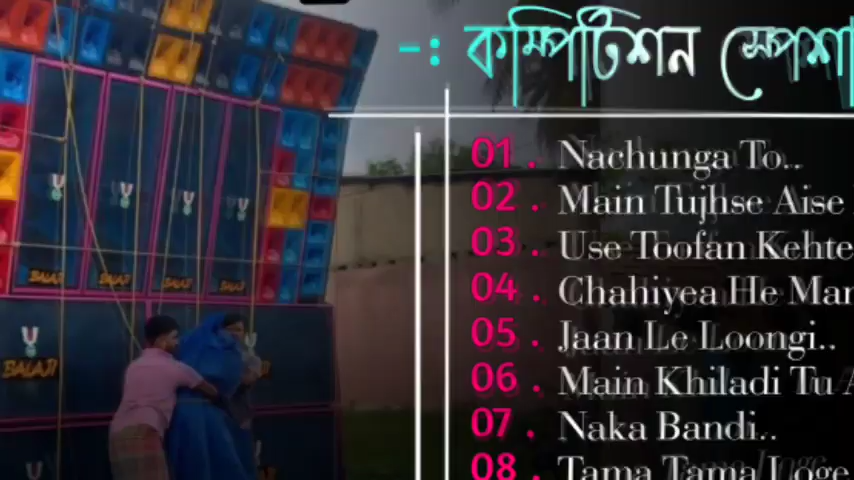 -: কম্পিটিশন স্পেশা
01 . Nachunga To..
02 . Main Tujhse Aise
03 . Use Toofan Kehte
04 . Chahiyea He Mar
05 . Jaan Le Loongi..
06 . Main Khiladi Tu A
07 . Naka Bandi..
08 . Tama Tama Loge
BALAJI BALAJI BALAJI BALAJI
BALAJI